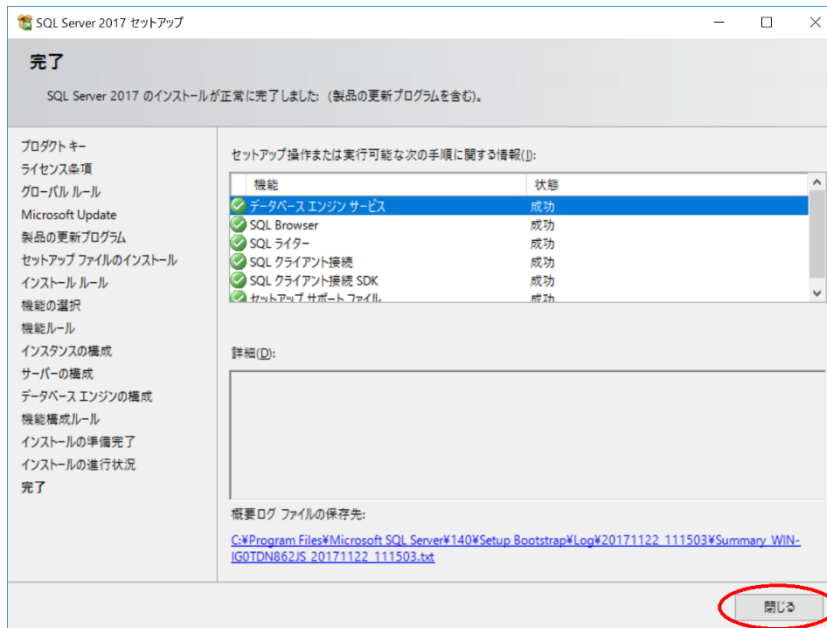 SQL Server 2017 セットアップ
完了
SQL Server 2017 のインストールが正常に完了しました: (製品の更新プログラムを含む)。
プロダクト キー
ライセンス条項
グローバル ルール
Microsoft Update
製品の更新プログラム
セットアップ ファイルのインストール
インストール ルール
機能の選択
機能ルール
インスタンスの構成
サーバーの構成
データベース エンジンの構成
機能構成ルール
インストールの準備完了
インストールの進行状況
完了
セットアップ操作または実行可能な次の手順に関する情報(I):
機能 状態
データベース エンジン サービス 成功
SQL Browser 成功
SQL ライター 成功
SQL クライアント接続 成功
SQL クライアント接続 SDK 成功
セットアップ サポート ファイル 成功
詳細(D):
概要ログ ファイルの保存先:
C:¥Program Files¥Microsoft SQL Server¥140¥Setup Bootstrap¥Log¥20171122_111503¥Summary_WIN-
IG0TDN862JS_20171122_111503.txt
閉じる